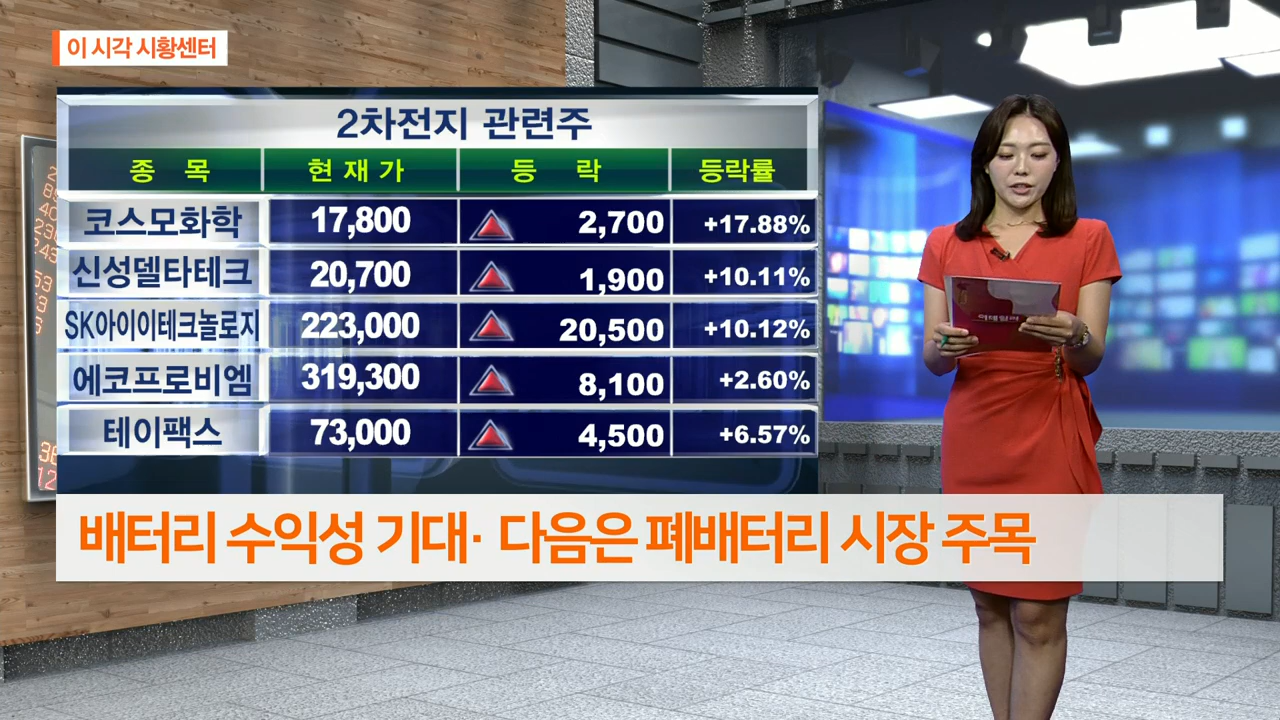 이 시각 시황센터
2차전지 관련주
종 목 현 재 가 등 락 등락률
코스모화학 17,800 ▲ 2,700 +17.88%
신성델타테크 20,700 ▲ 1,900 +10.11%
SK아이이테크놀로지 223,000 ▲ 20,500 +10.12%
에코프로비엠 319,300 ▲ 8,100 +2.60%
테이팩스 73,000 ▲ 4,500 +6.57%
이데일리
배터리 수익성 기대· 다음은 폐배터리 시장 주목